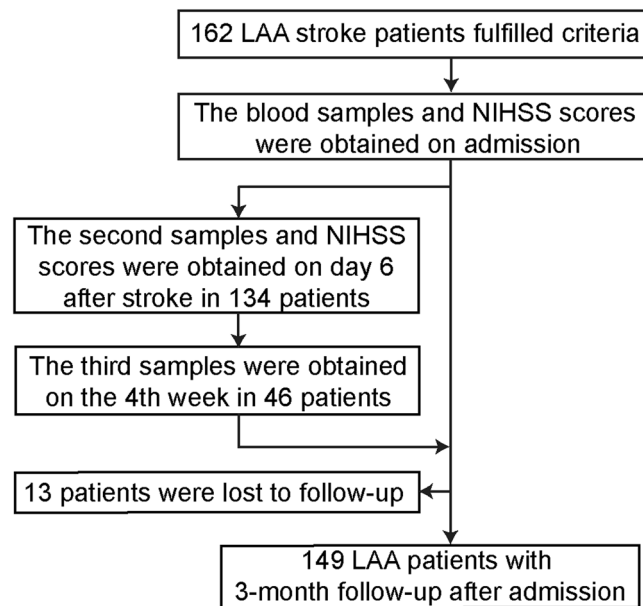 162 LAA stroke patients fulfilled criteria
The blood samples and NIHSS scores
were obtained on admission
The second samples and NIHSS
scores were obtained on day 6
after stroke in 134 patients
The third samples were obtained
on the 4th week in 46 patients
13 patients were lost to follow-up
149 LAA patients with
3-month follow-up after admission